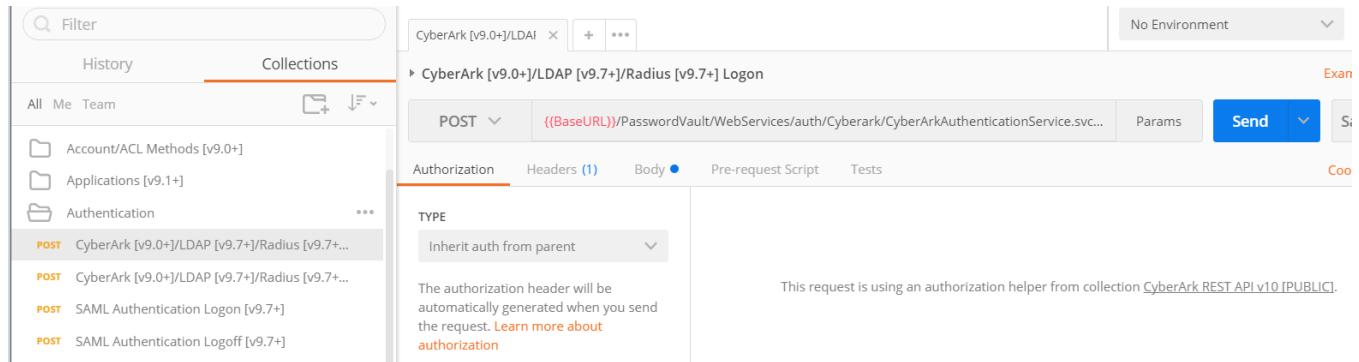 Filter
History Collections
All Me Team
Account/ACL Methods [v9.0+]
Applications [v9.1+]
Authentication
POST CyberArk [v9.0+]/LDAP [v9.7+]/Radius [v9.7+...
POST CyberArk [v9.0+]/LDAP [v9.7+]/Radius [v9.7+...
POST SAML Authentication Logon [v9.7+]
POST SAML Authentication Logoff [v9.7+]
CyberArk [v9.0+]/LDAP
No Environment
CyberArk [v9.0+]/LDAP [v9.7+]/Radius [v9.7+] Logon
Exam
POST {{BaseURL}}/PasswordVault/WebServices/auth/Cyberark/CyberArkAuthenticationService.svc... Params Send Sa
Authorization Headers (1) Body Pre-request Script Tests Coo
TYPE
Inherit auth from parent
The authorization header will be
automatically generated when you send
the request. Learn more about
authorization
This request is using an authorization helper from collection CyberArk REST API v10 [PUBLIC].